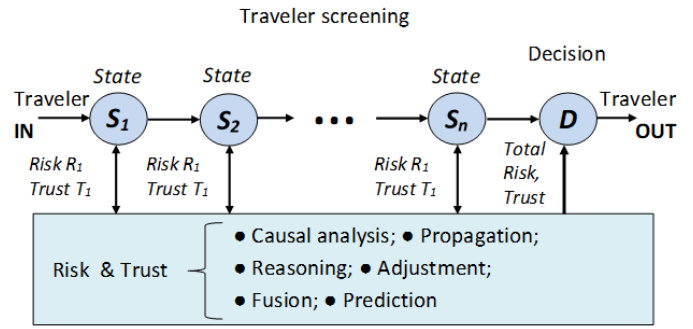 Traveler screening
Decision
State
State
State
Traveler
IN
S1
S2
• • •
Sn
D
Traveler
OUT
Risk R1
Trust T1
Risk R1
Trust T1
Risk R1
Trust T1
Total
Risk,
Trust
Risk & Trust
● Causal analysis; ● Propagation;
● Reasoning; ● Adjustment;
● Fusion; ● Prediction